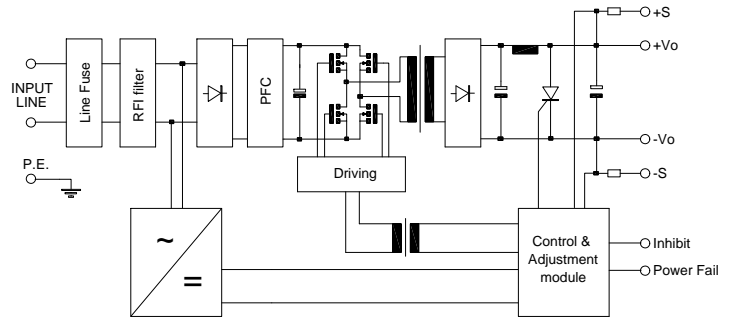 +S
+Vo
INPUT
LINE
Line Fuse
RFI filter
PFC
-Vo
P.E.
-S
Driving
~
=
Control &
Adjustment
module
Inhibit
Power Fail